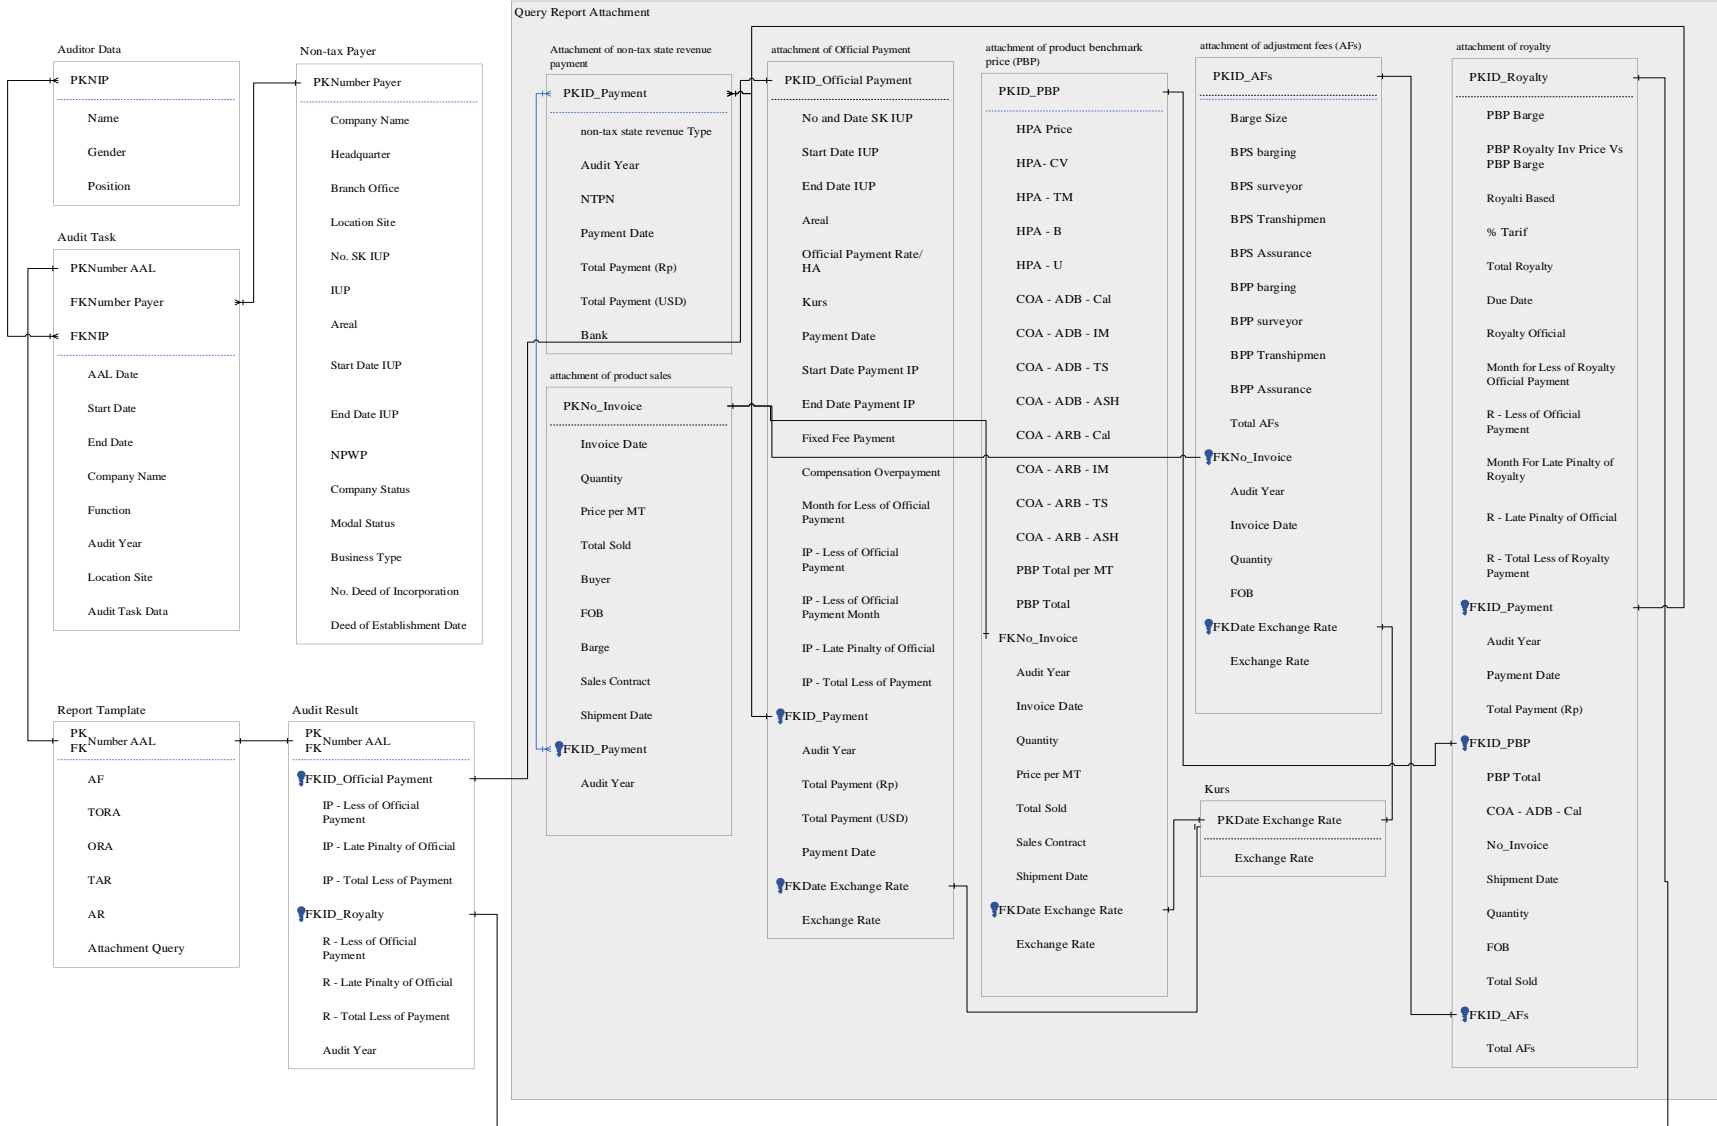 Query Report Attachment
Auditor Data
PKNIP
Name
Gender
Position
Audit Task
PKNumber AAL
FKNumber Payer
FKNIP
AAL Date
Start Date
End Date
Company Name
Function
Audit Year
Location Site
Audit Task Data
Report Tamplate
PK
FKNumber AAL
AF
TORA
ORA
TAR
AR
Attachment Query
Non-tax Payer
PKNumber Payer
Company Name
Headquarter
Branch Office
Location Site
No. SK IUP
IUP
Areal
Start Date IUP
End Date IUP
NPWP
Company Status
Modal Status
Business Type
No. Deed of Incorporation
Deed of Establishment Date
Audit Result
PK
FKNumber AAL
FKID_Official Payment
IP - Less of Official
Payment
IP - Late Pinalty of Official
IP - Total Less of Payment
FKID_Royalty
R - Less of Official
Payment
R - Late Pinalty of Official
R - Total Less of Payment
Audit Year
Attachment of non-tax state revenue
payment
PKID_Payment
non-tax state revenue Type
Audit Year
NTPN
Payment Date
Total Payment (Rp)
Total Payment (USD)
Bank
attachment of product sales
PKNo_Invoice
Invoice Date
Quantity
Price per MT
Total Sold
Buyer
FOB
Barge
Sales Contract
Shipment Date
FKID_Payment
Audit Year
attachment of Official Payment
PKID_Official Payment
No and Date SK IUP
Start Date IUP
End Date IUP
Areal
Official Payment Rate/
HA
Kurs
Payment Date
Start Date Payment IP
End Date Payment IP
Fixed Fee Payment
Compensation Overpayment
Month for Less of Official
Payment
IP - Less of Official
Payment
IP - Less of Official
Payment Month
IP - Late Pinalty of Official
IP - Total Less of Payment
FKID_Payment
Audit Year
Total Payment (Rp)
Total Payment (USD)
Payment Date
FKDate Exchange Rate
Exchange Rate
attachment of product benchmark
price (PBP)
PKID_PBP
HPA Price
HPA- CV
HPA - TM
HPA - B
HPA - U
COA - ADB - Cal
COA - ADB - IM
COA - ADB - TS
COA - ADB - ASH
COA - ARB - Cal
COA - ARB - IM
COA - ARB - TS
COA - ARB - ASH
PBP Total per MT
PBP Total
FKNo_Invoice
Audit Year
Invoice Date
Quantity
Price per MT
Total Sold
Sales Contract
Shipment Date
FKDate Exchange Rate
Exchange Rate
attachment of adjustment fees (AFs)
PKID_AFs
Barge Size
BPS barging
BPS surveyor
BPS Transhipmen
BPS Assurance
BPP barging
BPP surveyor
BPP Transhipmen
BPP Assurance
Total AFs
FKNo_Invoice
Audit Year
Invoice Date
Quantity
FOB
FKDate Exchange Rate
Exchange Rate
Kurs
PKDate Exchange Rate
Exchange Rate
attachment of royalty
PKID_Royalty
PBP Barge
PBP Royalty Inv Price Vs
PBP Barge
Royalti Based
% Tarif
Total Royalty
Due Date
Royalty Official
Month for Less of Royalty
Official Payment
R - Less of Official
Payment
Month For Late Pinalty of
Royalty
R - Late Pinalty of Official
R - Total Less of Royalty
Payment
FKID_Payment
Audit Year
Payment Date
Total Payment (Rp)
FKID_PBP
PBP Total
COA - ADB - Cal
No_Invoice
Shipment Date
Quantity
FOB
Total Sold
FKID_AFs
Total AFs